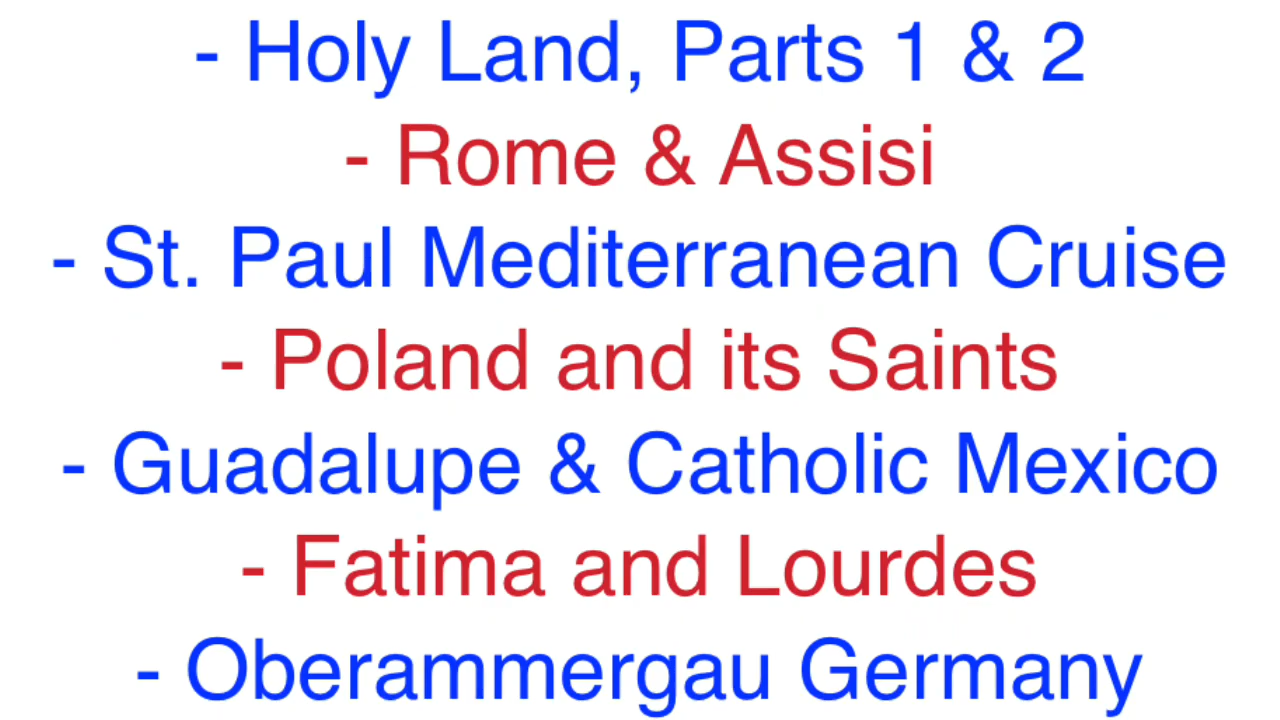 - Holy Land, Parts 1 & 2
- Rome & Assisi
- St. Paul Mediterranean Cruise
- Poland and its Saints
- Guadalupe & Catholic Mexico
- Fatima and Lourdes
- Oberammergau Germany